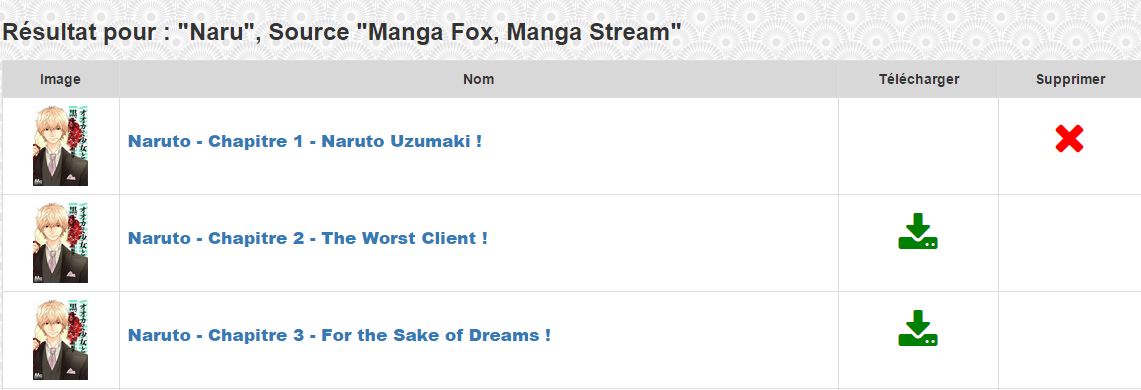 Résultat pour : "Naru", Source "Manga Fox, Manga Stream"
Image Nom Télécharger Supprimer
Naruto - Chapitre 1 - Naruto Uzumaki !
Naruto - Chapitre 2 - The Worst Client !
Naruto - Chapitre 3 - For the Sake of Dreams !